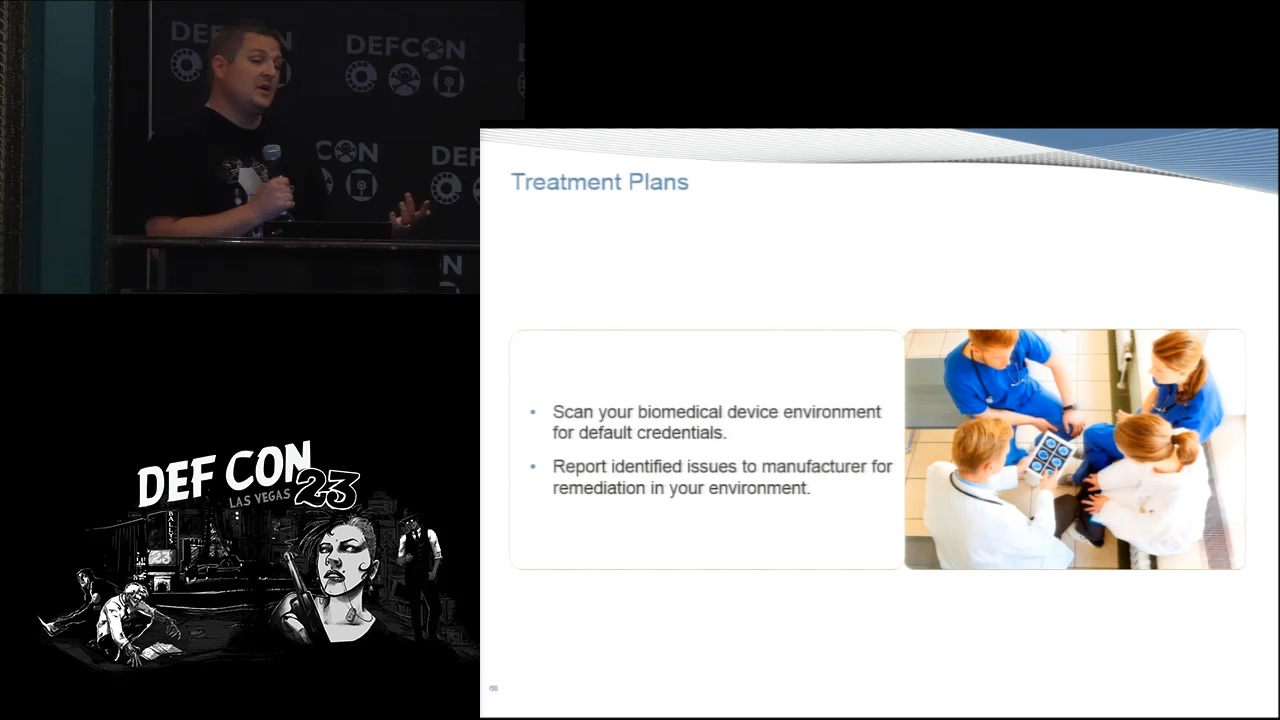 DEFCON
DEFCON
DEF
Treatment Plans
• Scan your biomedical device environment
for default credentials.
• Report identified issues to manufacturer for
remediation in your environment.
DEF CON
LAS VEGAS 23
BALLYS